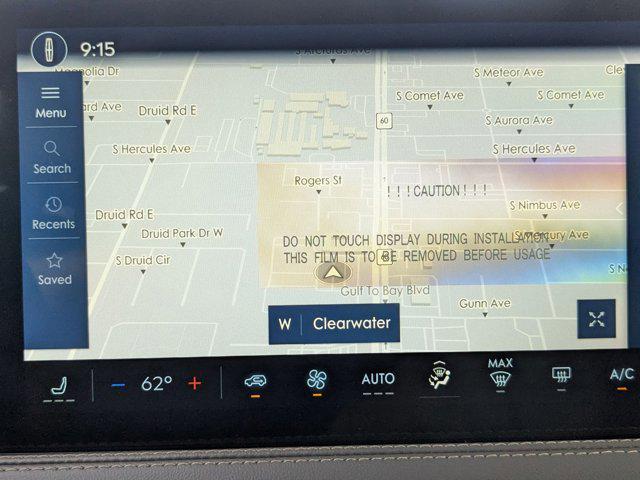 9:15
S Arcturas Ave
Magnolia Dr
S Meteor Ave
Cle
Menu
ard Ave
Druid Rd E
S Comet Ave
S Comet Ave
60
S Aurora Ave
Search
S Hercules Ave
S Hercules Ave
Rogers St
! ! ! CAUTION ! ! !
Recents
Druid Rd E
S Nimbus Ave
Druid Park Dr W
DO NOT TOUCH DISPLAY DURING INSTALLATION
S Mercury Ave
THIS FILM IS TO BE REMOVED BEFORE USAGE
60
Saved
S Druid Cir
S N
Gulf To Bay Blvd
Gunn Ave
W Clearwater
62°
AUTO
MAX
A/C